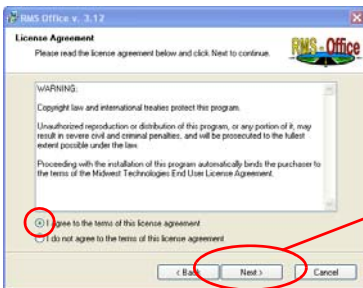 RMS Office v. 3.12
License Agreement
Please read the license agreement below and click Next to continue.
RMS - Office
WARNING:
Copyright law and international treaties protect this program.
Unauthorized reproduction or distribution of this program, or any portion of it, may
result in severe civil and criminal penalties, and will be prosecuted to the fullest
extent possible under the law.
Proceeding with the installation of this program automatically binds the purchaser to
the terms of the Midwest Technologies End User License Agreement.
I agree to the terms of this license agreement
I do not agree to the terms of this license agreement
< Back Next > Cancel